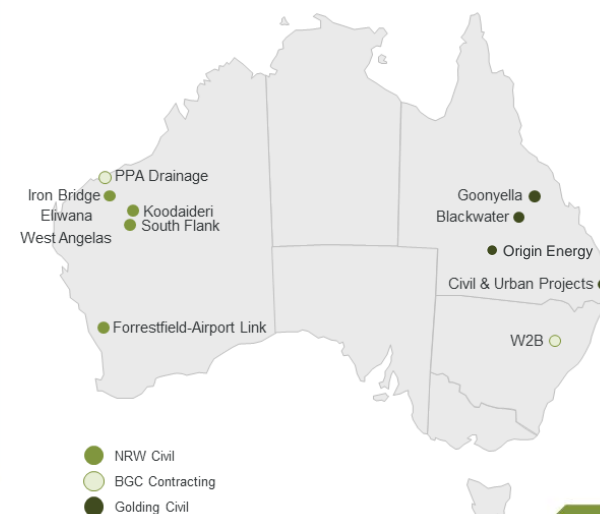 PPA Drainage
Iron Bridge
Eliwana
Koodaideri
South Flank
West Angelas
Forrestfield-Airport Link
Goonyella
Blackwater
Origin Energy
Civil & Urban Projects
W2B
NRW Civil
BGC Contracting
Golding Civil